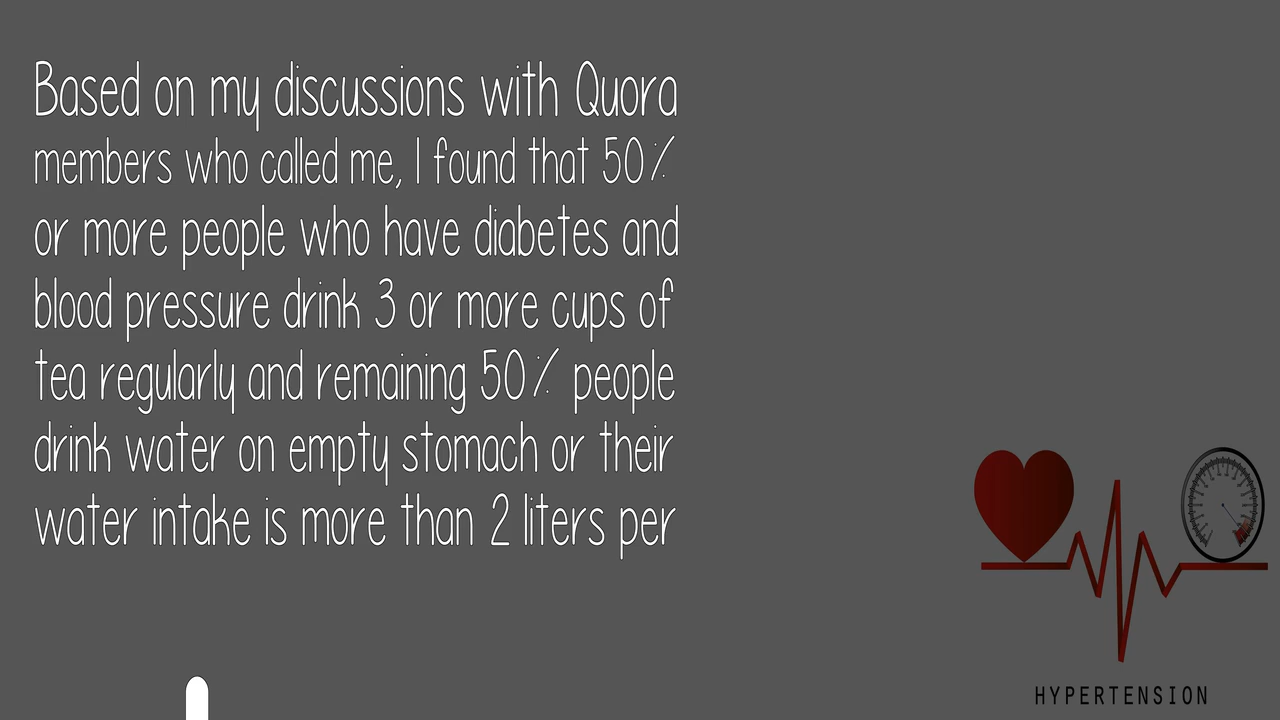 Based on my discussions with Quora
members who called me, I found that 50%
or more people who have diabetes and
blood pressure drink 3 or more cups of
tea regularly and remaining 50% people
drink water on empty stomach or their
water intake is more than 2 liters per
HYPERTENSION